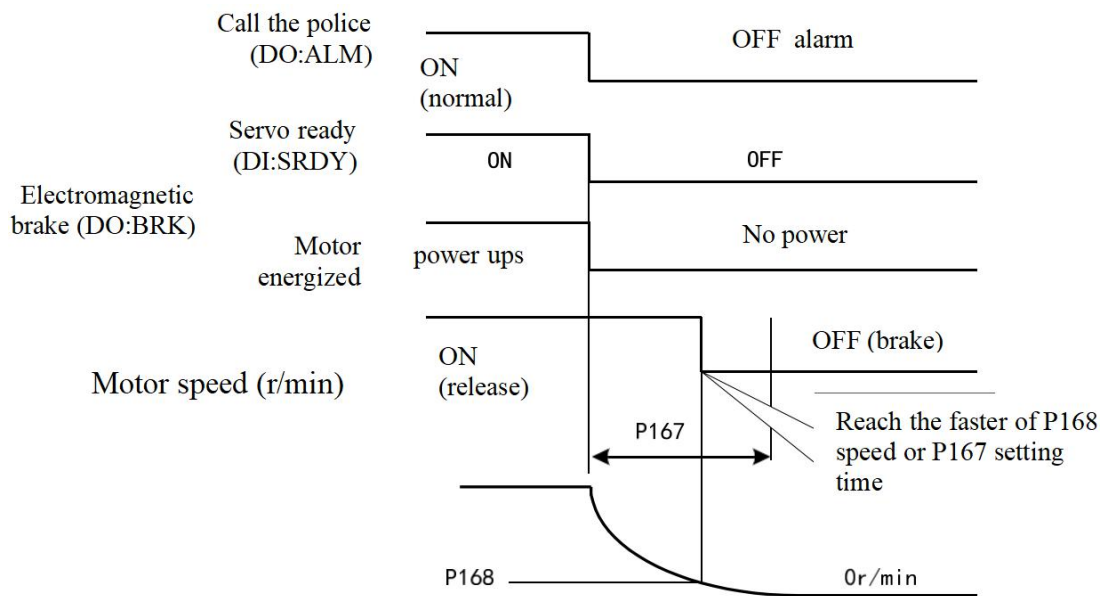 Call the police
(DO:ALM)
OFF alarm
ON
(normal)
Servo ready
(DI:SRDY)
ON
OFF
Electromagnetic
brake (DO:BRK)
Motor
energized
power ups
No power
OFF (brake)
ON
(release)
Motor speed (r/min)
P167
Reach the faster of P168
speed or P167 setting
time
P168
0r/min